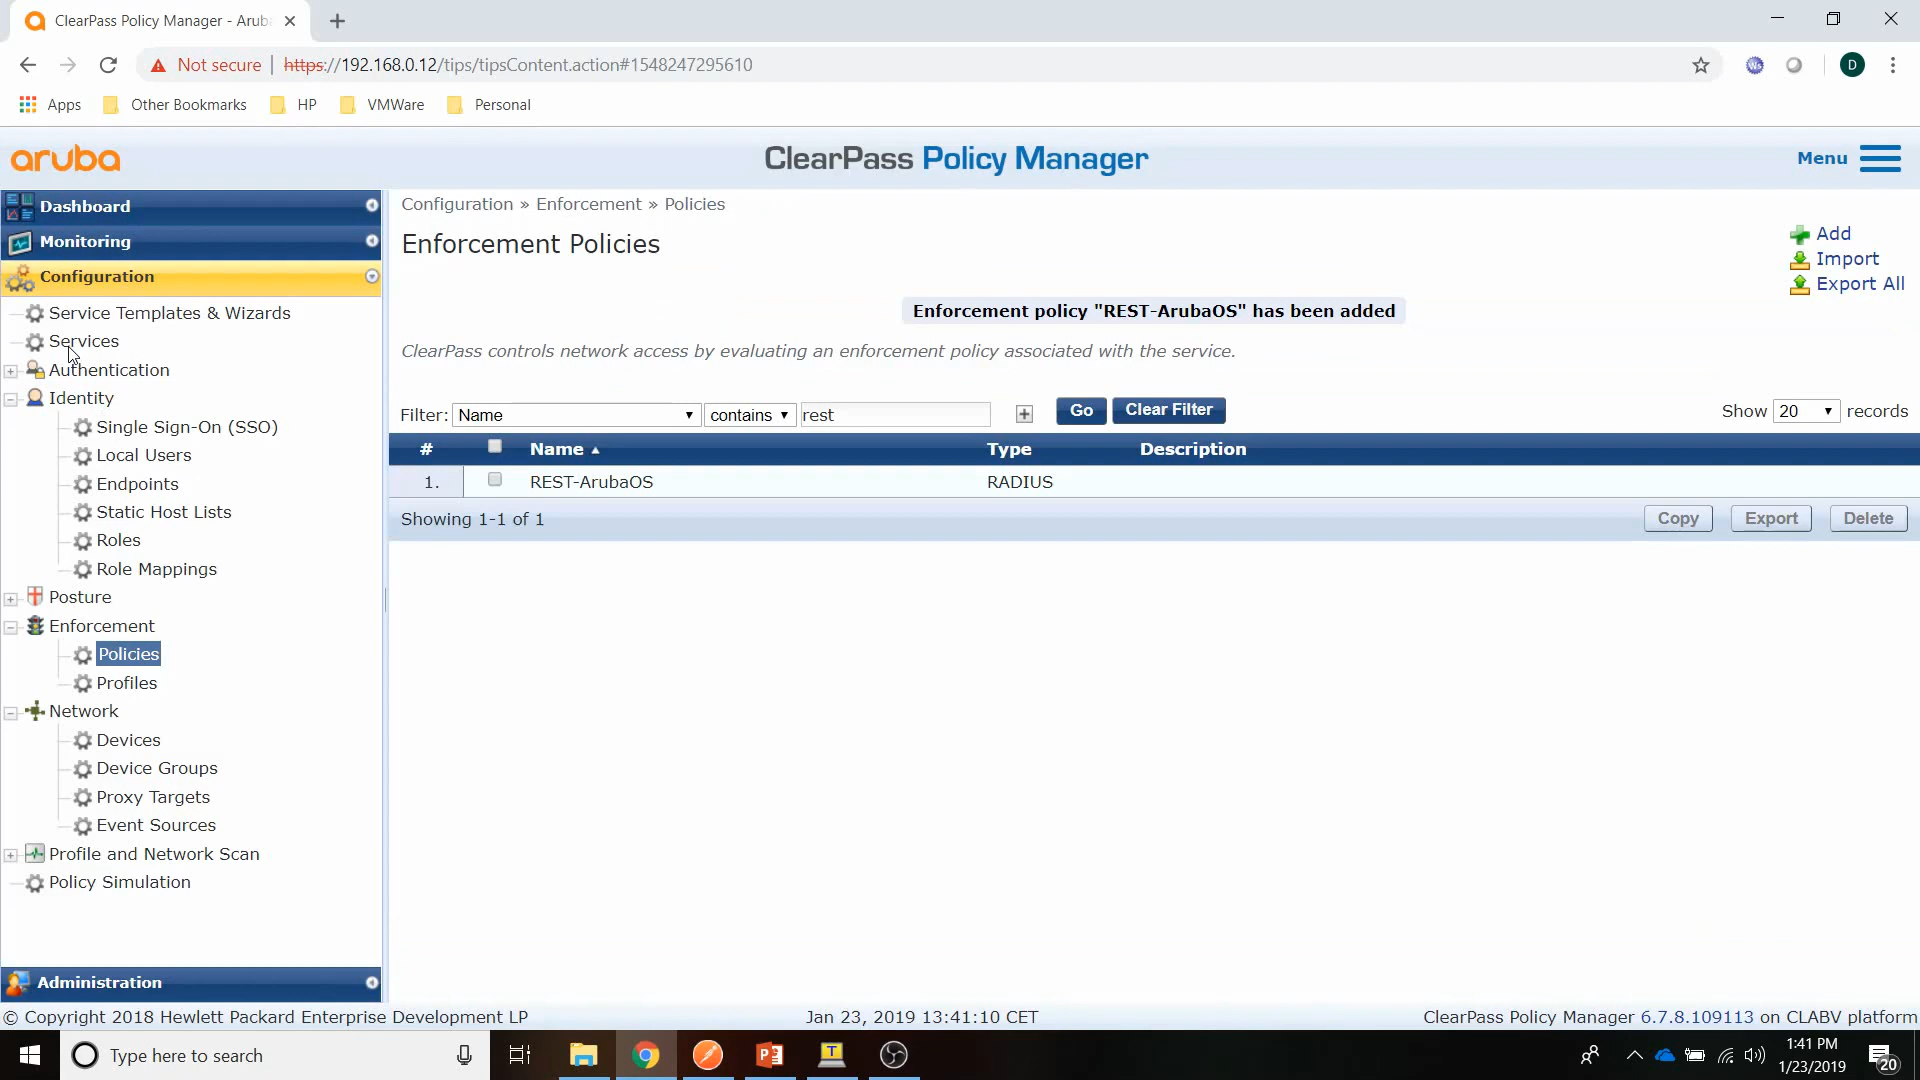 ClearPass Policy Manager - Aruba
Not secure | https://192.168.0.12/tips/tipsContent.action#1548247295610
D
Apps Other Bookmarks HP VMWare Personal
aruba
ClearPass Policy Manager
Menu
Dashboard
Monitoring
Configuration
Service Templates & Wizards
Services
Authentication
Identity
Single Sign-On (SSO)
Local Users
Endpoints
Static Host Lists
Roles
Role Mappings
Posture
Enforcement
Policies
Profiles
Network
Devices
Device Groups
Proxy Targets
Event Sources
Profile and Network Scan
Policy Simulation
Administration
Configuration » Enforcement » Policies
Enforcement Policies
Add
Import
Export All
Enforcement policy "REST-ArubaOS" has been added
ClearPass controls network access by evaluating an enforcement policy associated with the service.
Filter: Name contains rest + Go Clear Filter Show 20 records
# Name Type Description
1. REST-ArubaOS RADIUS
Showing 1-1 of 1 Copy Export Delete
© Copyright 2018 Hewlett Packard Enterprise Development LP Jan 23, 2019 13:41:10 CET ClearPass Policy Manager 6.7.8.109113 on CLABV platform
Type here to search
1:41 PM
1/23/2019
20